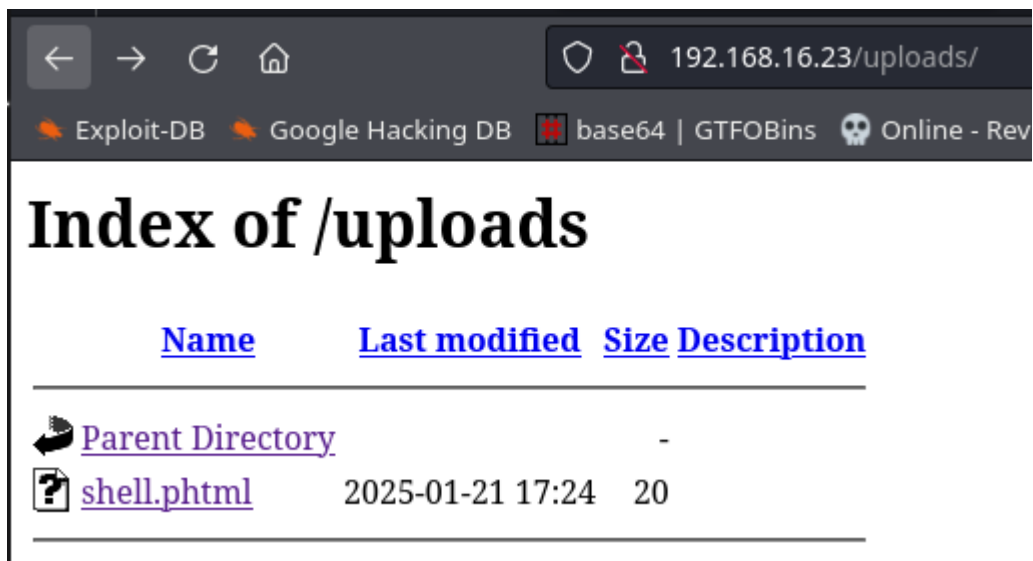 192.168.16.23/uploads/
Exploit-DB Google Hacking DB base64 | GTFOBins Online - Rev
Index of /uploads
Name Last modified Size Description
Parent Directory -
shell.phtml 2025-01-21 17:24 20